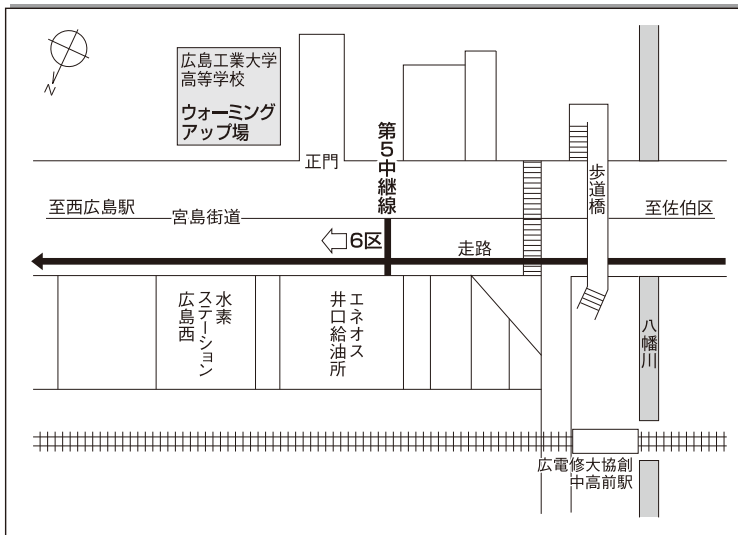 N
広島工業大学
高等学校
ウォーミング
アップ場
正門
第5中継線
歩道橋
至西広島駅
宮島街道
至佐伯区
6区
走路
水素
ステーション
広島西
エネオス
井口給油所
八幡川
広電修大協創
中高前駅